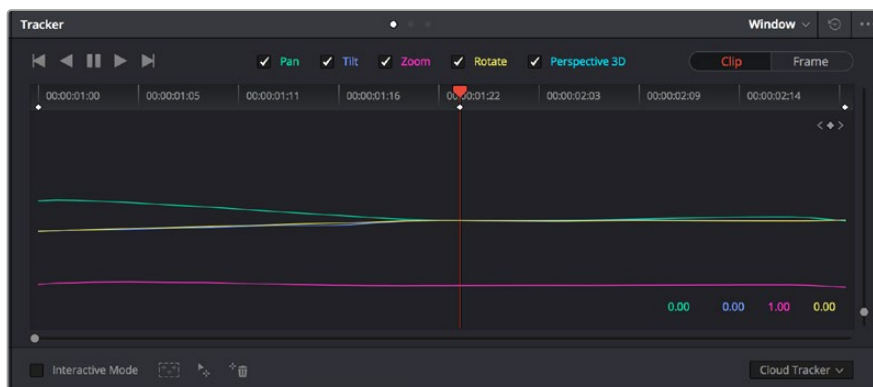 Tracker Window
Pan Tilt Zoom Rotate Perspective 3D Clip Frame
00:00:01:00 00:00:01:05 00:00:01:11 00:00:01:16 00:00:01:22 00:00:02:03 00:00:02:09 00:00:02:14
0.00 0.00 1.00 0.00
Interactive Mode Cloud Tracker